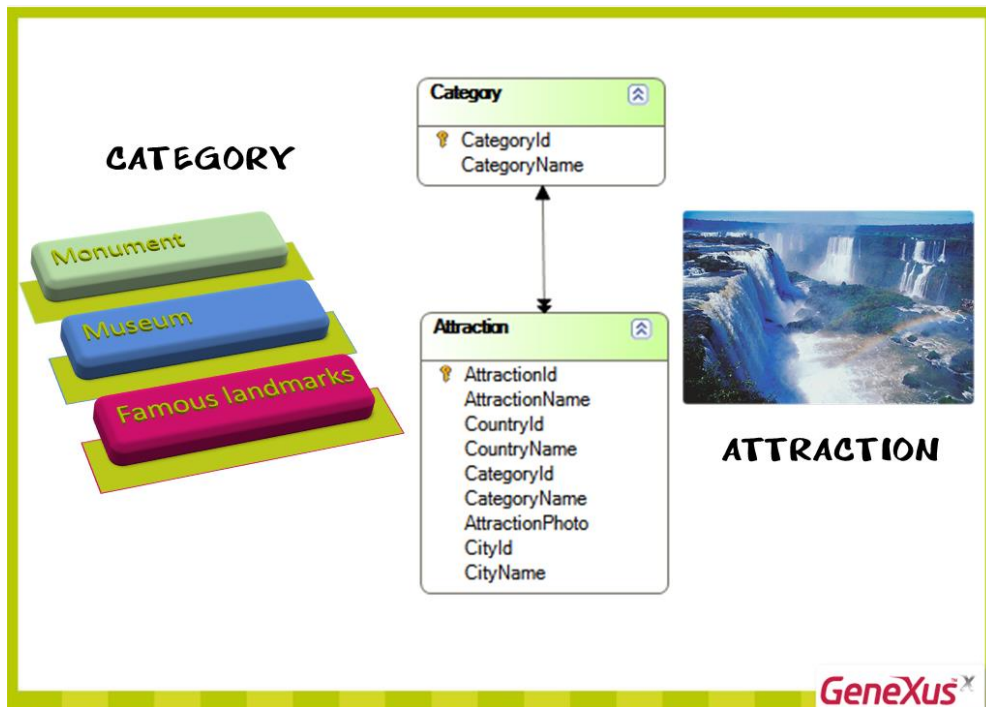 CATEGORY
Monument
Museum
Famous landmarks
Category
CategoryId
CategoryName
Attraction
AttractionId
AttractionName
CountryId
CountryName
CategoryId
CategoryName
AttractionPhoto
CityId
CityName
ATTRACTION
GeneXus X